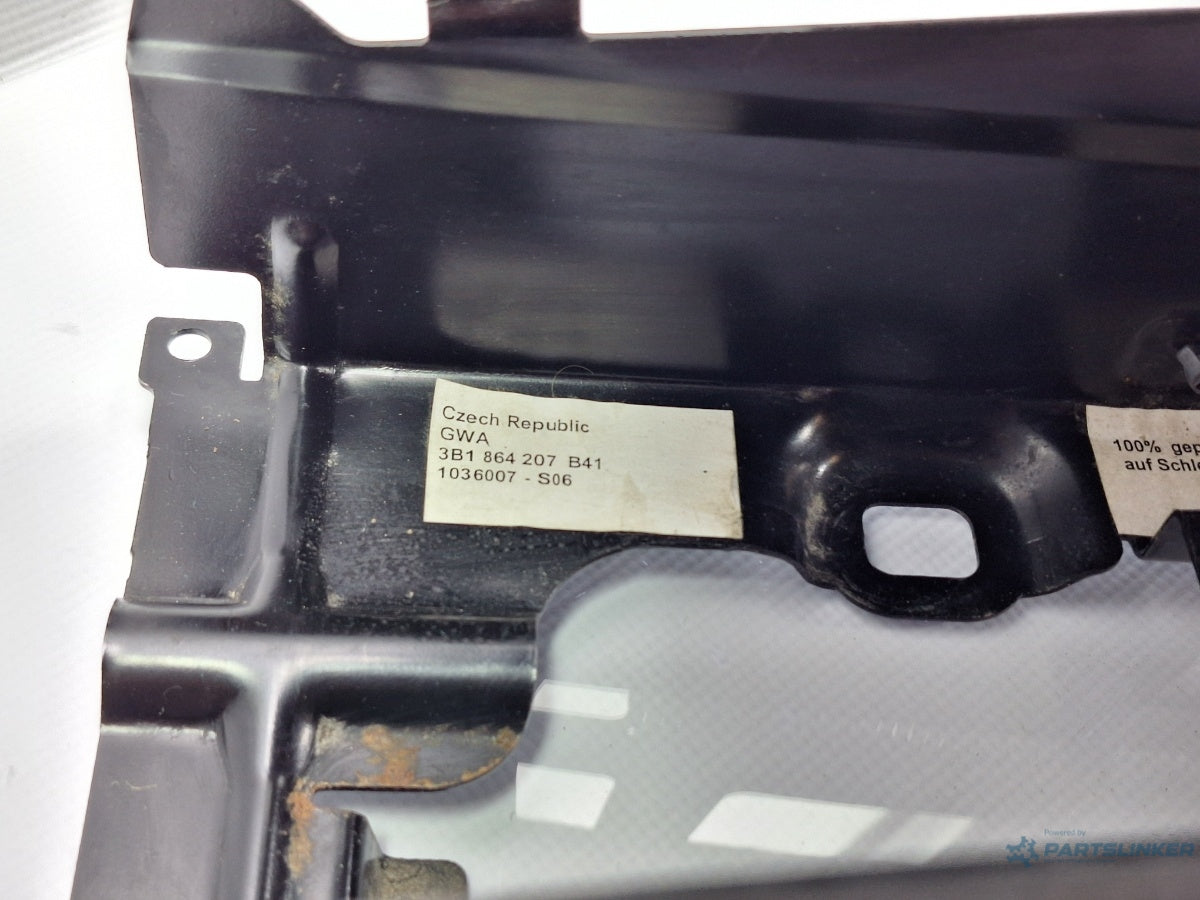 Czech Republic
GWA
3B1 864 207 B41
1036007 - S06
100% gep
auf Schl
Powered by
PARTSLINKER